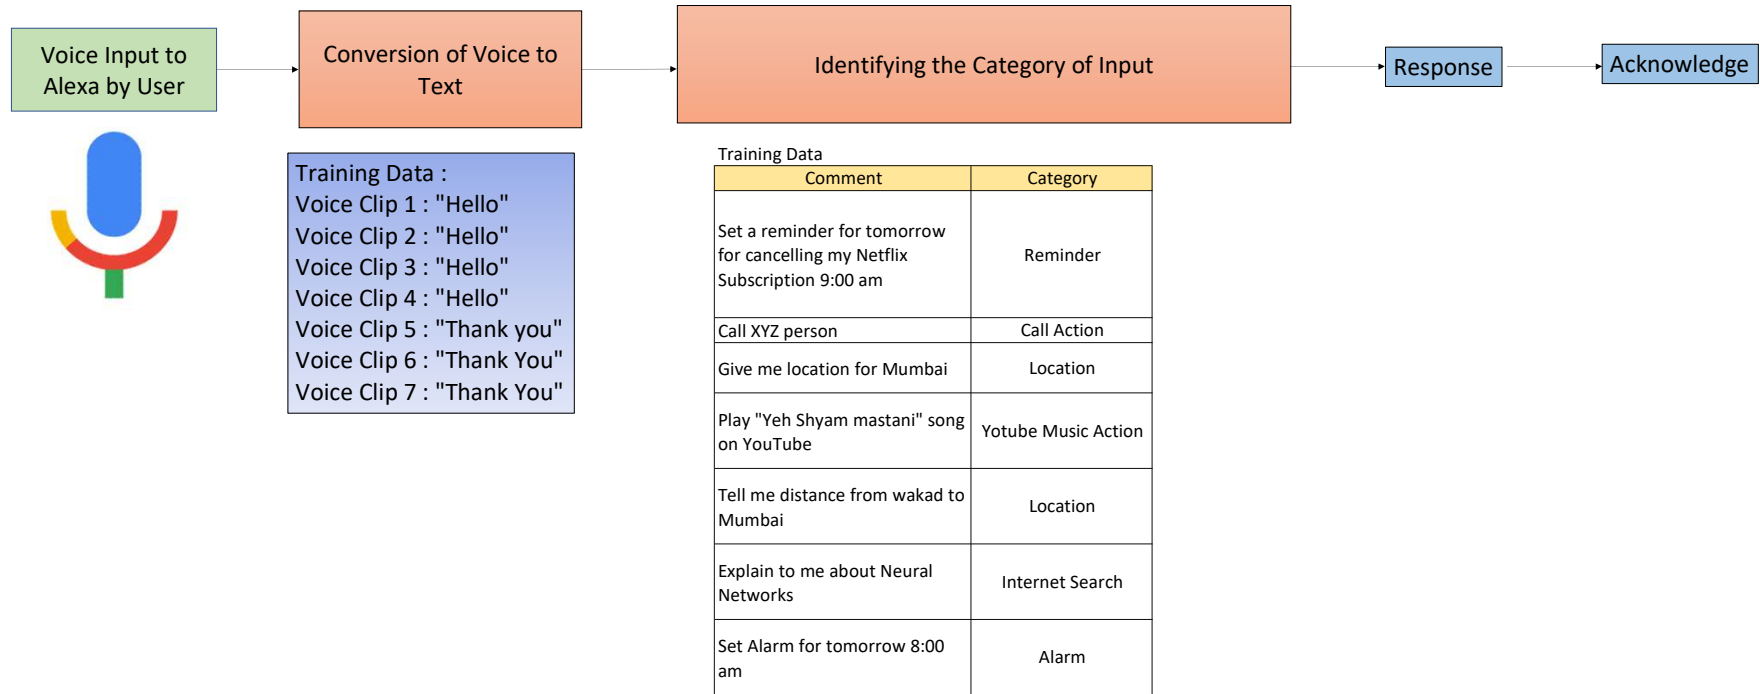 Voice Input to
Alexa by User
Conversion of Voice to
Text
Identifying the Category of Input
Response
Acknowledge
Training Data :
Voice Clip 1 : "Hello"
Voice Clip 2 : "Hello"
Voice Clip 3 : "Hello"
Voice Clip 4 : "Hello"
Voice Clip 5 : "Thank you"
Voice Clip 6 : "Thank You"
Voice Clip 7 : "Thank You"
Training Data
Comment
Category
Set a reminder for tomorrow
for cancelling my Netflix
Subscription 9:00 am
Reminder
Call XYZ person
Call Action
Give me location for Mumbai
Location
Play "Yeh Shyam mastani" song
on YouTube
Yotube Music Action
Tell me distance from wakad to
Mumbai
Location
Explain to me about Neural
Networks
Internet Search
Set Alarm for tomorrow 8:00
am
Alarm